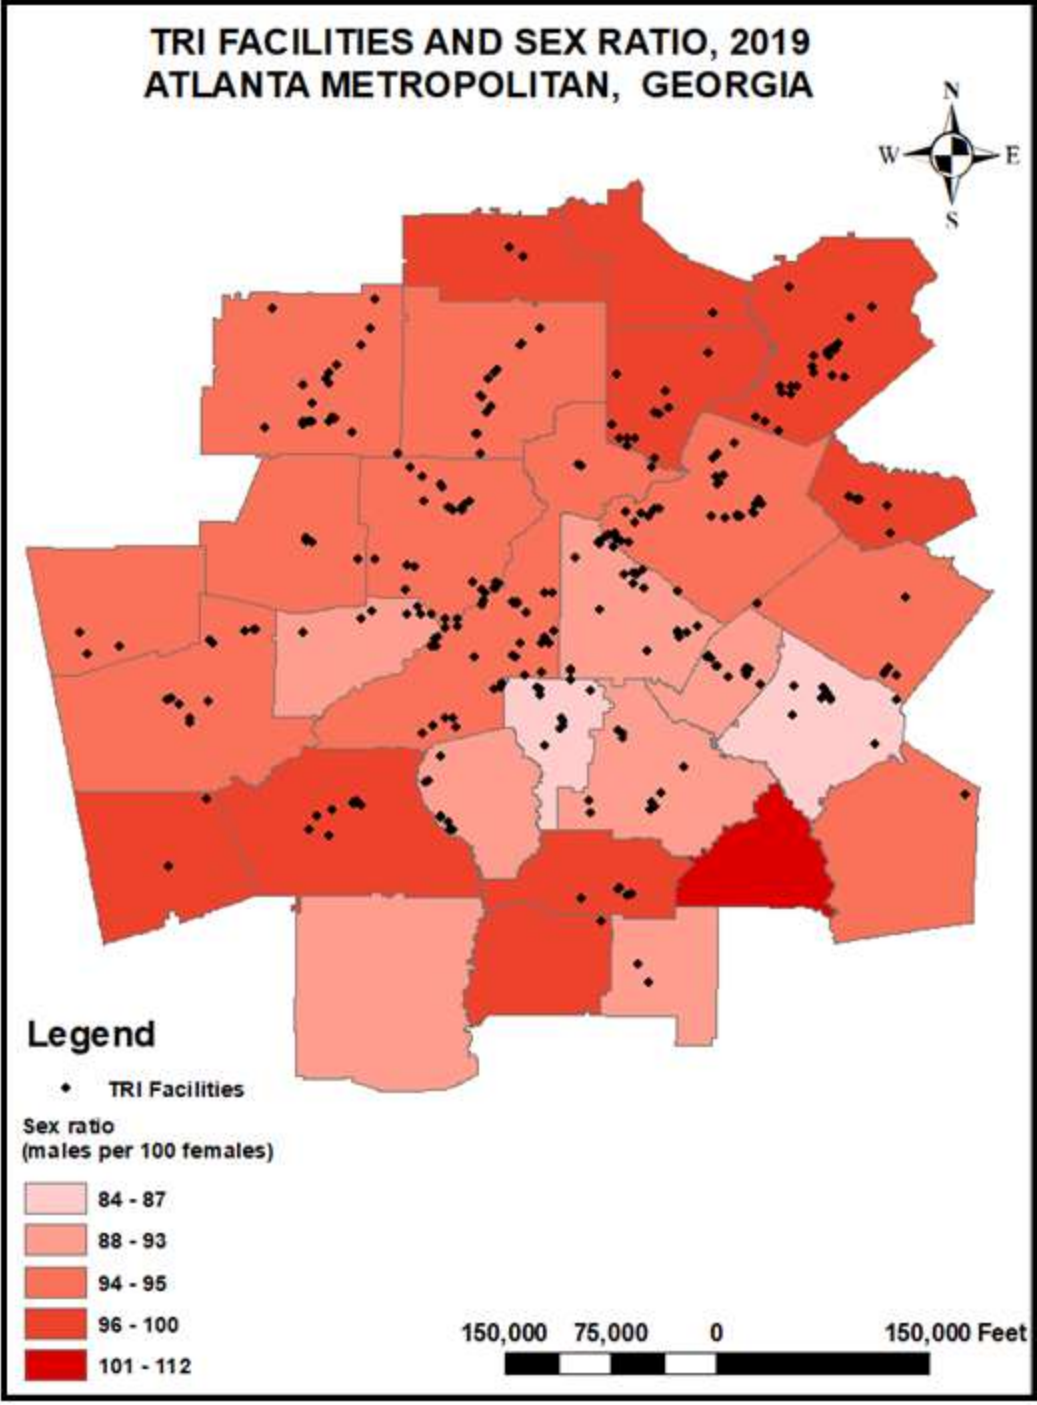 TRI FACILITIES AND SEX RATIO, 2019
ATLANTA METROPOLITAN, GEORGIA
N
W E
S
Legend
TRI Facilities
Sex ratio
(males per 100 females)
84 - 87
88 - 93
94 - 95
96 - 100
101 - 112
150,000 75,000 0 150,000 Feet